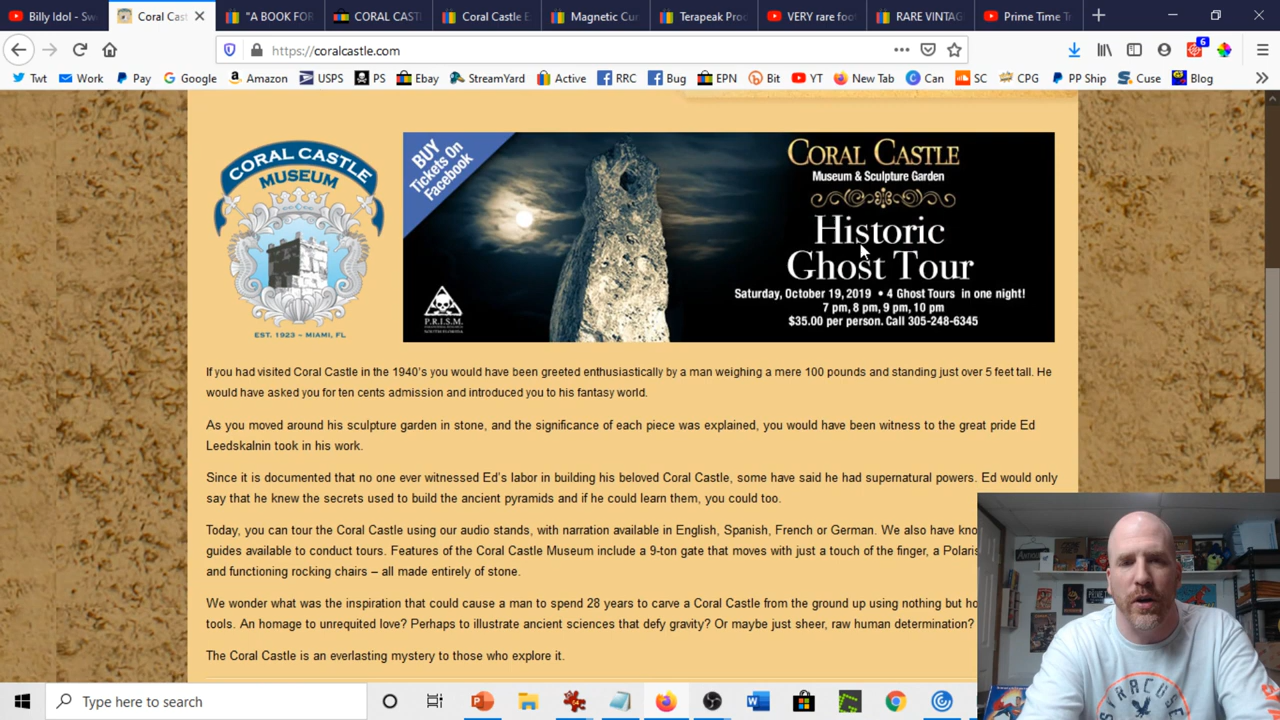 Billy Idol - Sw
Coral Cast
"A BOOK FOR
CORAL CAST
Coral Castle E
Magnetic Cur
Terapeak Pro
VERY rare foo
RARE VINTAG
Prime Time T
https://coralcastle.com
6
Twt
Work
Pay
Google
Amazon
USPS
PS
Ebay
StreamYard
Active
RRC
Bug
EPN
Bit
YT
New Tab
Can
SC
CPG
PP Ship
Cuse
Blog
CORAL CASTLE
MUSEUM
EST. 1923 – MIAMI, FL
BUY
Tickets On
Facebook
P.R.I.S.M.
CORAL CASTLE
Museum & Sculpture Garden
Historic
Ghost Tour
Saturday, October 19, 2019 • 4 Ghost Tours in one night!
7 pm, 8 pm, 9 pm, 10 pm
$35.00 per person. Call 305-248-6345
If you had visited Coral Castle in the 1940's you would have been greeted enthusiastically by a man weighing a mere 100 pounds and standing just over 5 feet tall. He
would have asked you for ten cents admission and introduced you to his fantasy world.
As you moved around his sculpture garden in stone, and the significance of each piece was explained, you would have been witness to the great pride Ed
Leedskalnin took in his work.
Since it is documented that no one ever witnessed Ed's labor in building his beloved Coral Castle, some have said he had supernatural powers. Ed would only
say that he knew the secrets used to build the ancient pyramids and if he could learn them, you could too.
Today, you can tour the Coral Castle using our audio stands, with narration available in English, Spanish, French or German. We also have kno
guides available to conduct tours. Features of the Coral Castle Museum include a 9-ton gate that moves with just a touch of the finger, a Polaris
and functioning rocking chairs – all made entirely of stone.
We wonder what was the inspiration that could cause a man to spend 28 years to carve a Coral Castle from the ground up using nothing but ho
tools. An homage to unrequited love? Perhaps to illustrate ancient sciences that defy gravity? Or maybe just sheer, raw human determination?
The Coral Castle is an everlasting mystery to those who explore it.
SYRACUSE
Type here to search